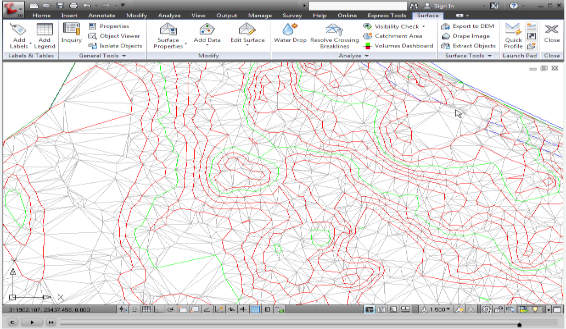 Sign In
Home Insert Annotate Modify Analyze View Output Manage Survey Help Online Express Tools Surface
Add Labels
Add Legend
Inquiry
Properties
Object Viewer
Isolate Objects
Surface Properties
Add Data
Edit Surface
Water Drop
Resolve Crossing Breaklines
Visibility Check
Catchment Area
Volumes Dashboard
Export to DEM
Drape Image
Extract Objects
Quick Profile
Close
Labels & Tables General Tools Modify Analyze Surface Tools Launch Pad Close
Y
X
1:500